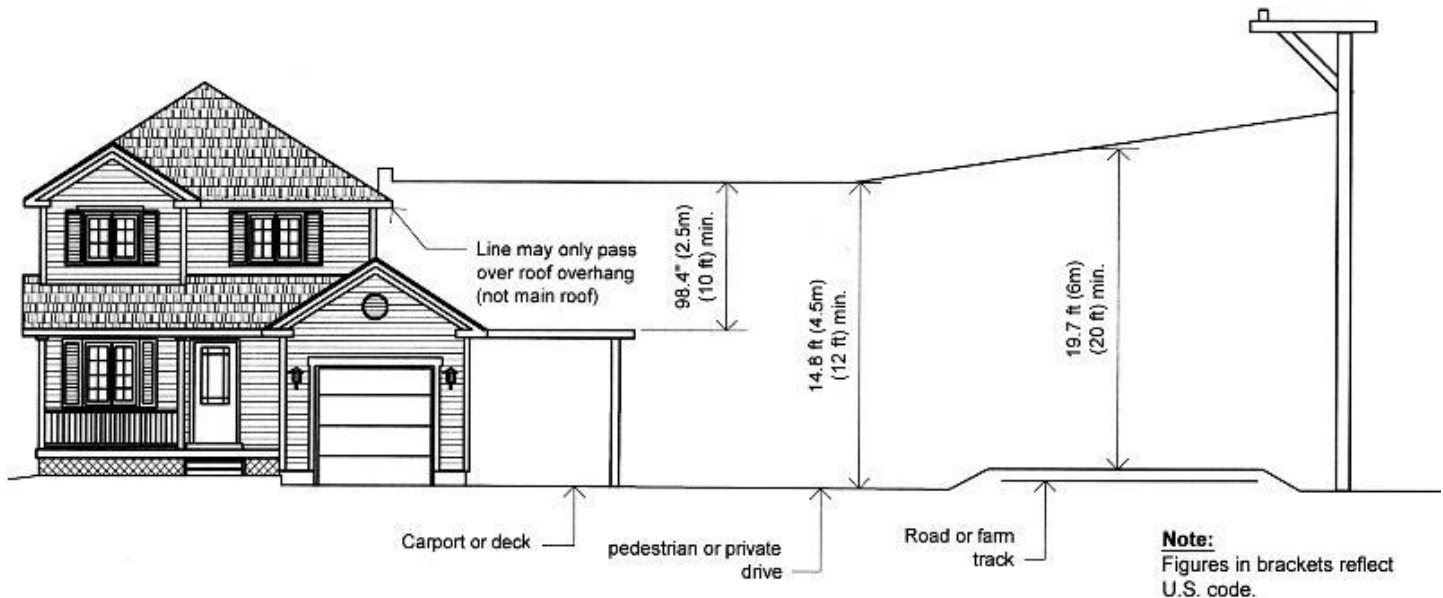 Line may only pass
over roof overhang
(not main roof)
98.4" (2.5m)
(10 ft) min.
14.8 ft (4.5m)
(12 ft) min.
19.7 ft (6m)
(20 ft) min.
Carport or deck
pedestrian or private
drive
Road or farm
track
Note:
Figures in brackets reflect
U.S. code.